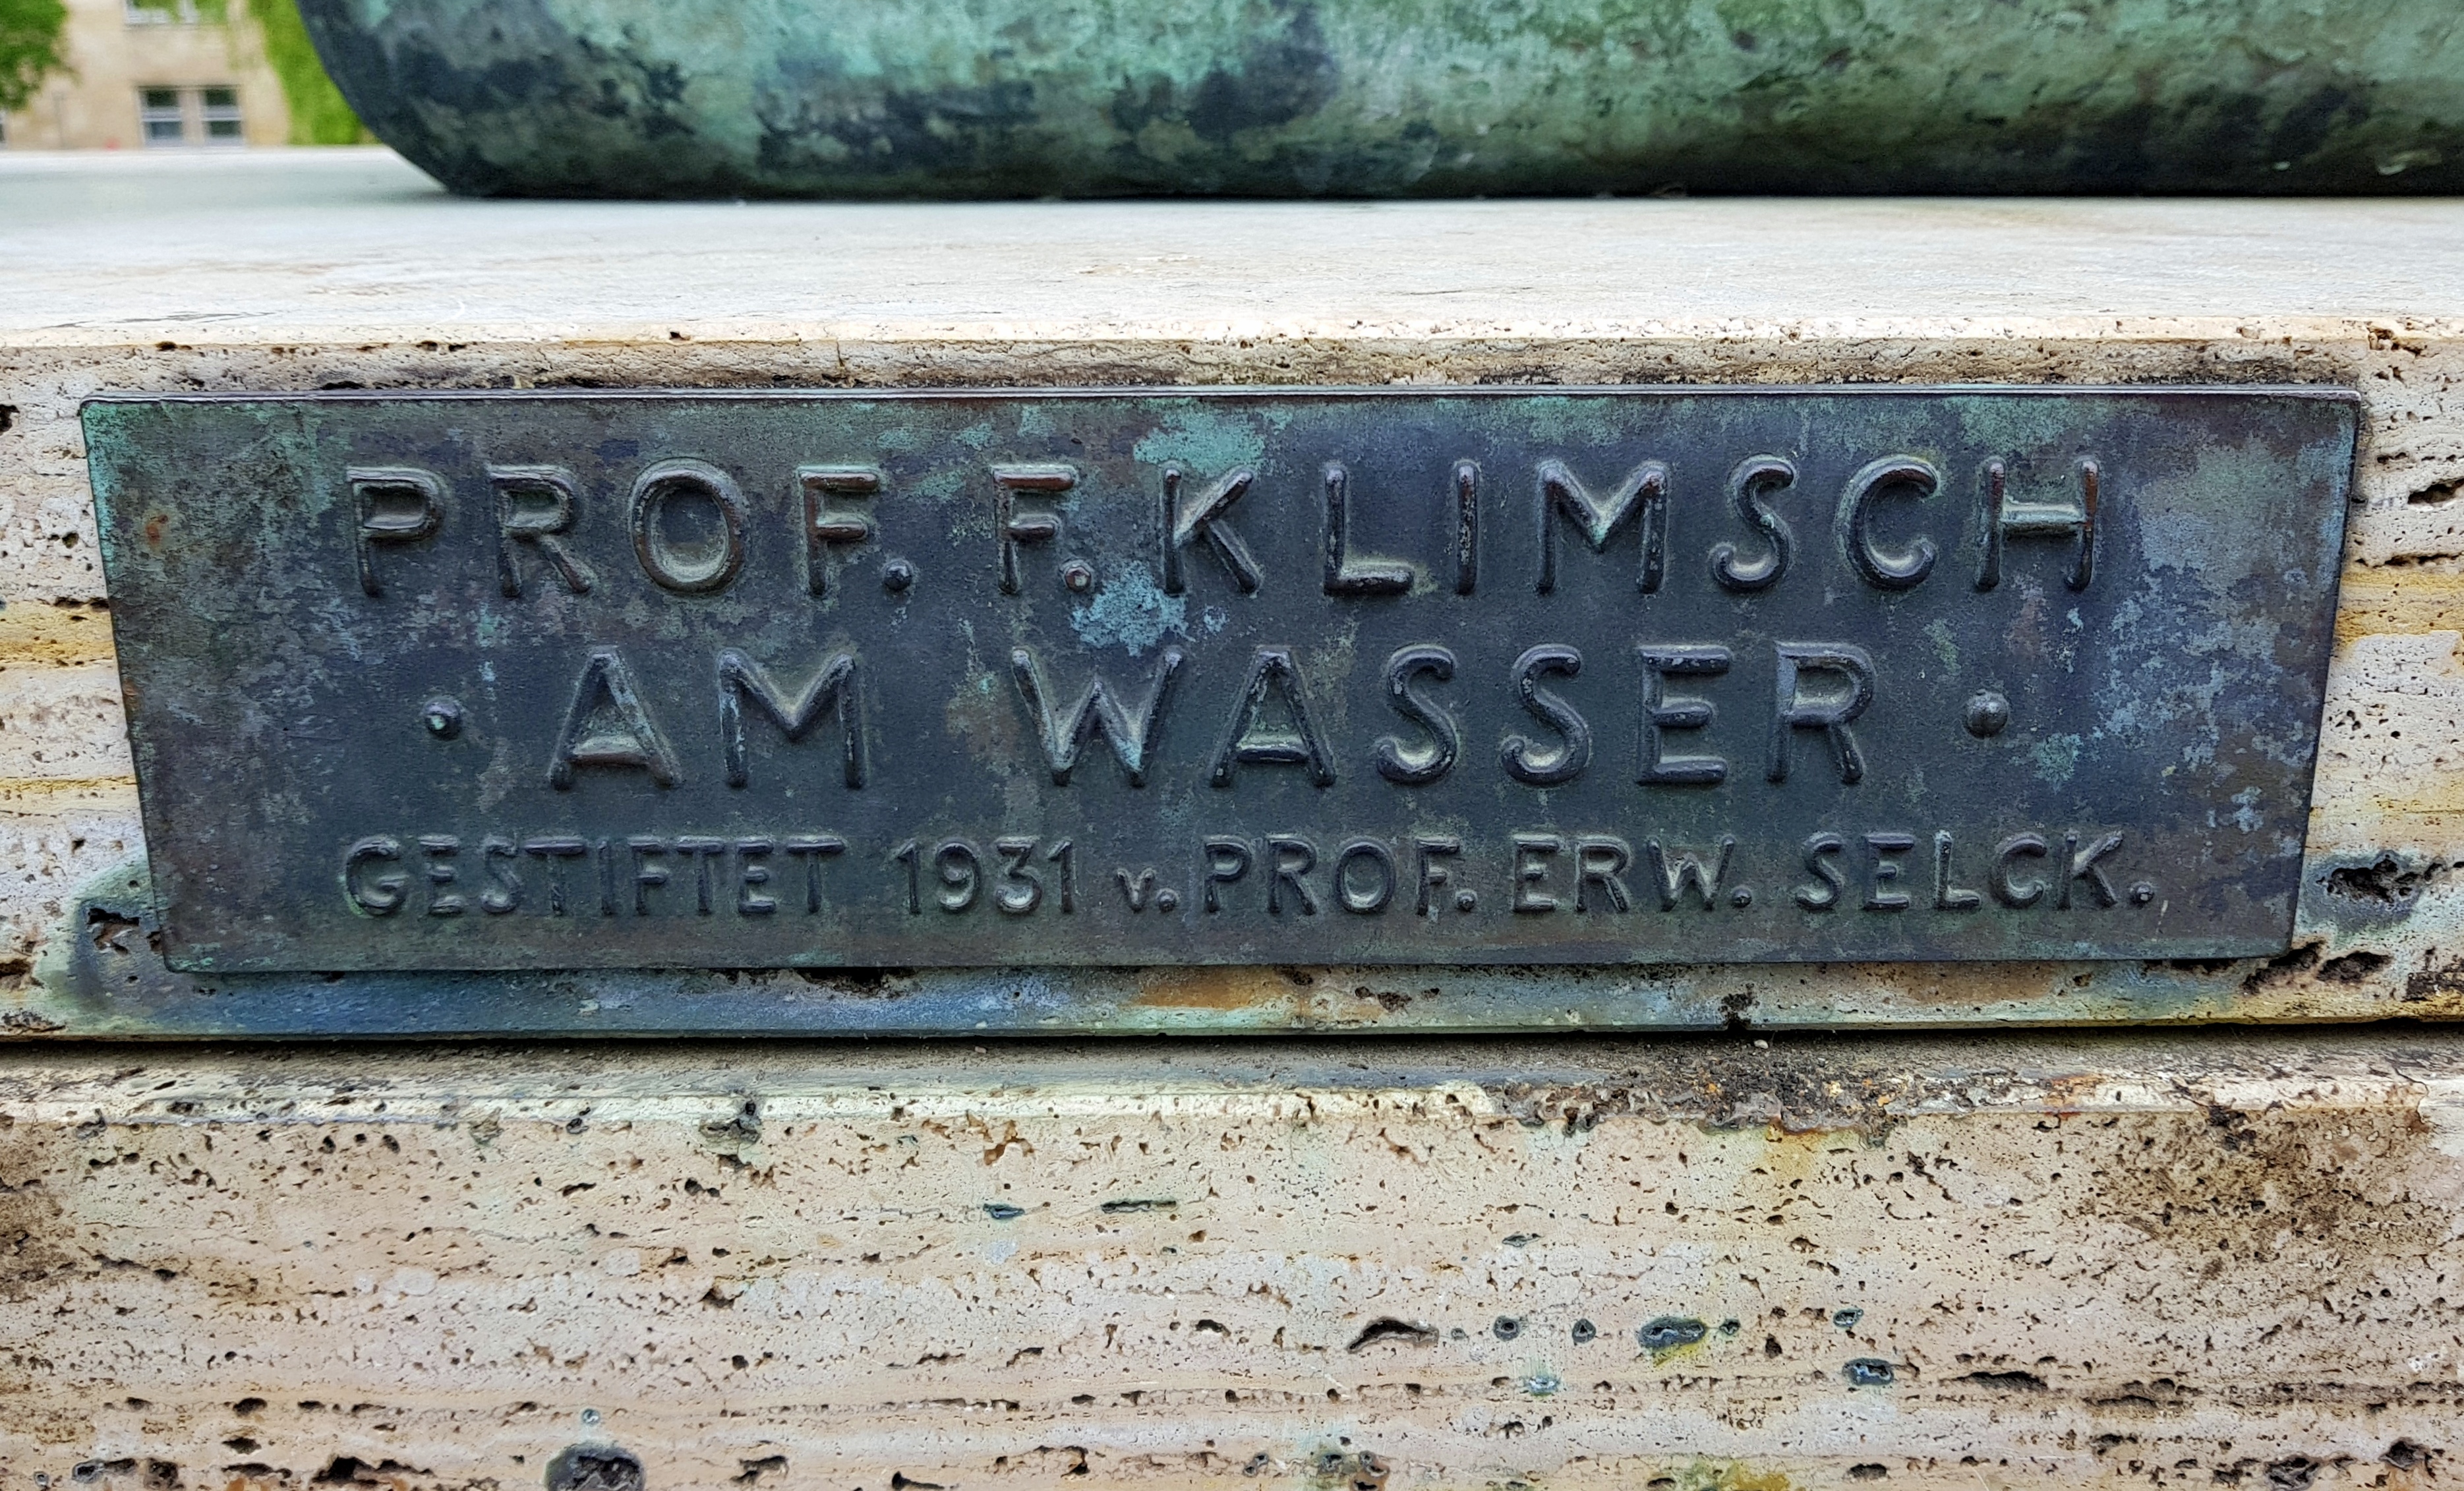 PROF. F. KLIMSCH
· AM WASSER ·
GESTIFTET 1931 v. PROF. ERW. SELCK.